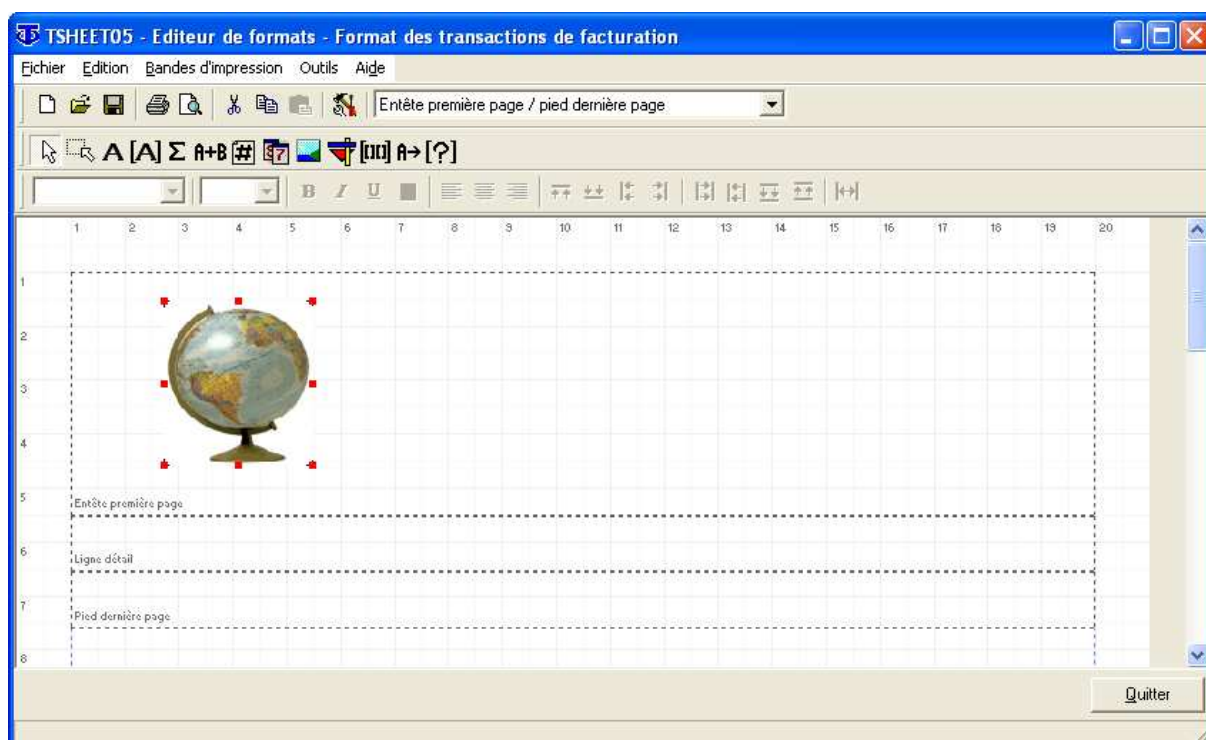 TSHEET05 - Editeur de formats - Format des transactions de facturation
Fichier Edition Bandes d'impression Outils Aide
Entête première page / pied dernière page
A [A] Σ A+B [#] 87 [00] A→ [?]
B I U
1 2 3 4 5 6 7 8 9 10 11 12 13 14 15 16 17 18 19 20
1
2
3
4
5
Entête première page
6
Ligne détail
7
Pied dernière page
8
Quitter